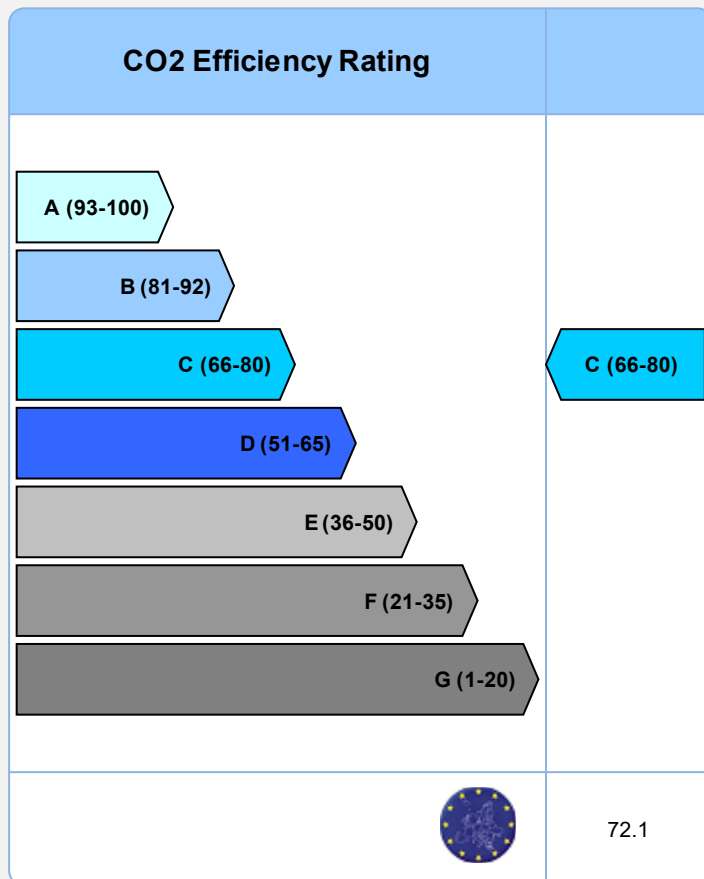 CO2 Efficiency Rating
A (93-100)
B (81-92)
C (66-80)
C (66-80)
D (51-65)
E (36-50)
F (21-35)
G (1-20)
72.1